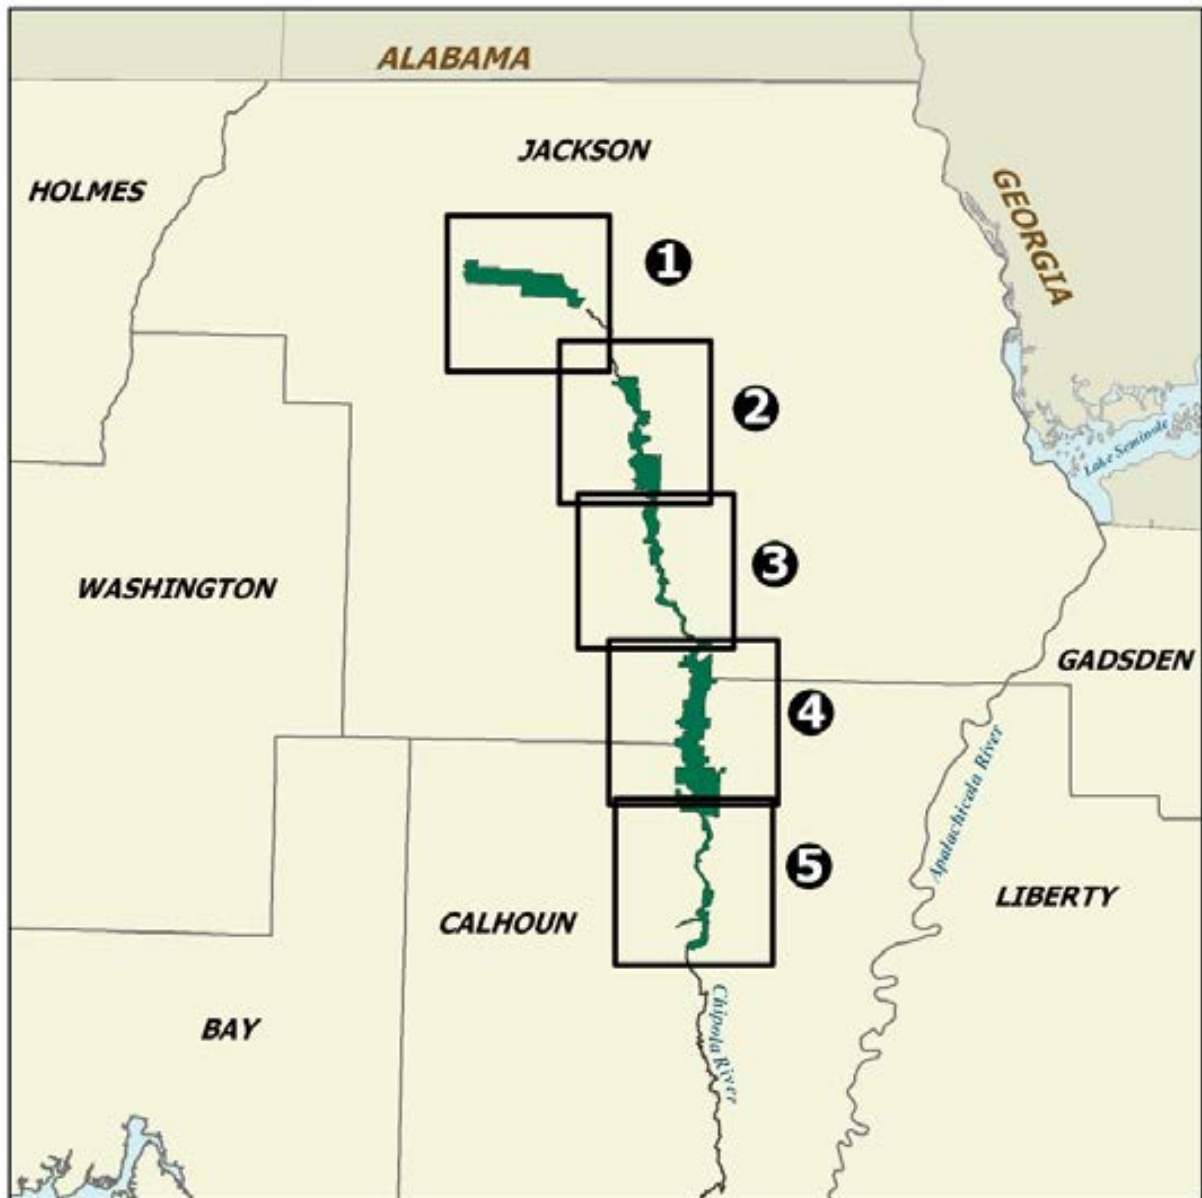 ALABAMA
JACKSON
HOLMES
GEORGIA
1
2
Lake Seminole
3
WASHINGTON
GADSDEN
4
Apalachicola River
5
LIBERTY
CALHOUN
BAY
Chipola River